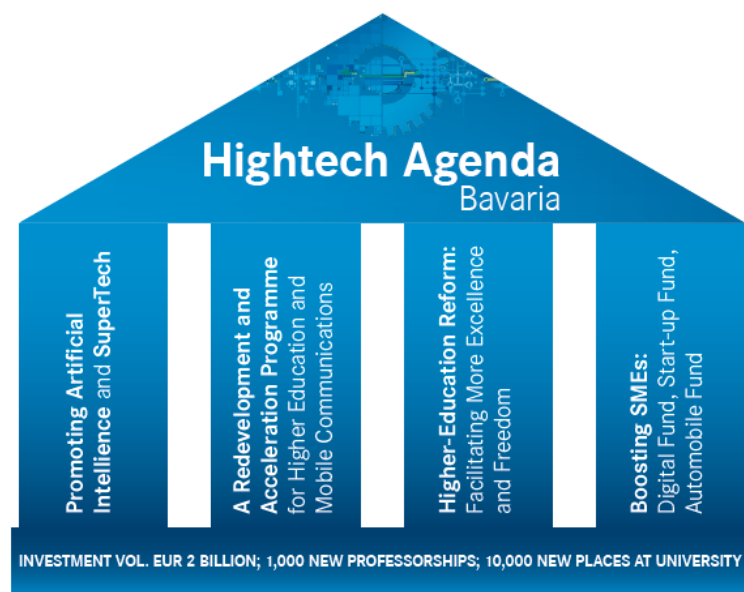 Hightech Agenda
Bavaria
Promoting Artificial
Intellience and SuperTech
A Redevelopment and
Acceleration Programme
for Higher Education and
Mobile Communications
Higher-Education Reform:
Facilitating More Excellence
and Freedom
Boosting SMEs:
Digital Fund, Start-up Fund,
Automobile Fund
INVESTMENT VOL. EUR 2 BILLION; 1,000 NEW PROFESSORSHIPS; 10,000 NEW PLACES AT UNIVERSITY